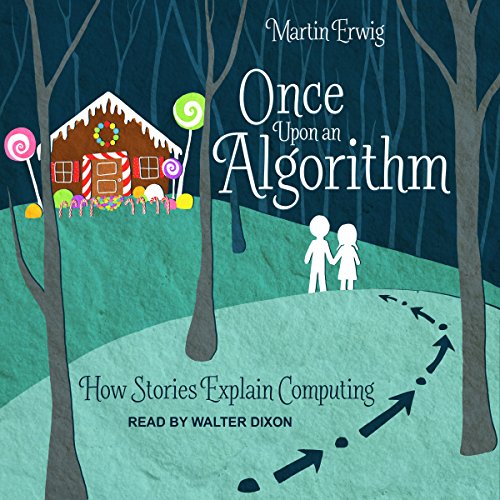 Martin Erwig
Once
Upon an
Algorithm
How Stories Explain Computing
READ BY WALTER DIXON